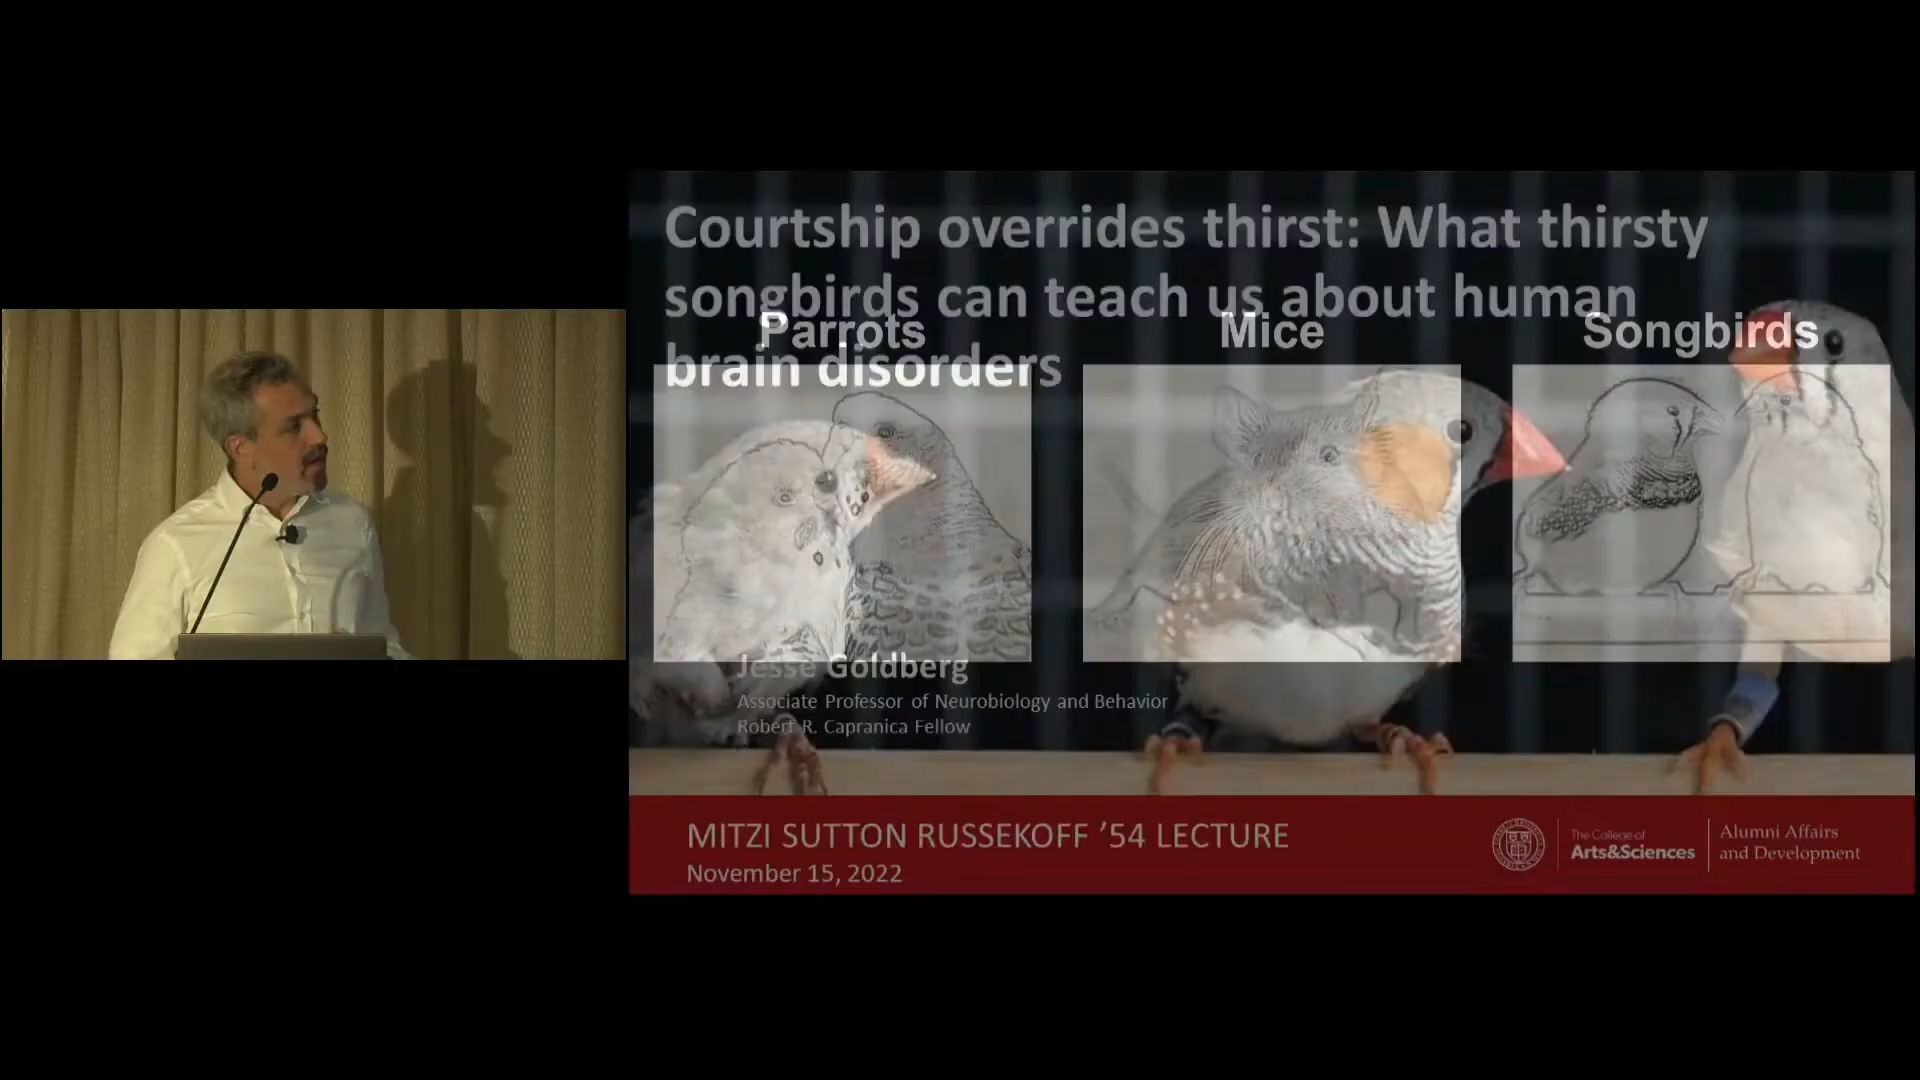 Courtship overrides thirst: What thirsty
songbirds can teach us about human
brain disorders
Parrots
Mice
Songbirds
Jesse Goldberg
Associate Professor of Neurobiology and Behavior
Robert R. Capranica Fellow
MITZI SUTTON RUSSEKOFF ’54 LECTURE
November 15, 2022
The College of
Arts&Sciences
Alumni Affairs
and Development